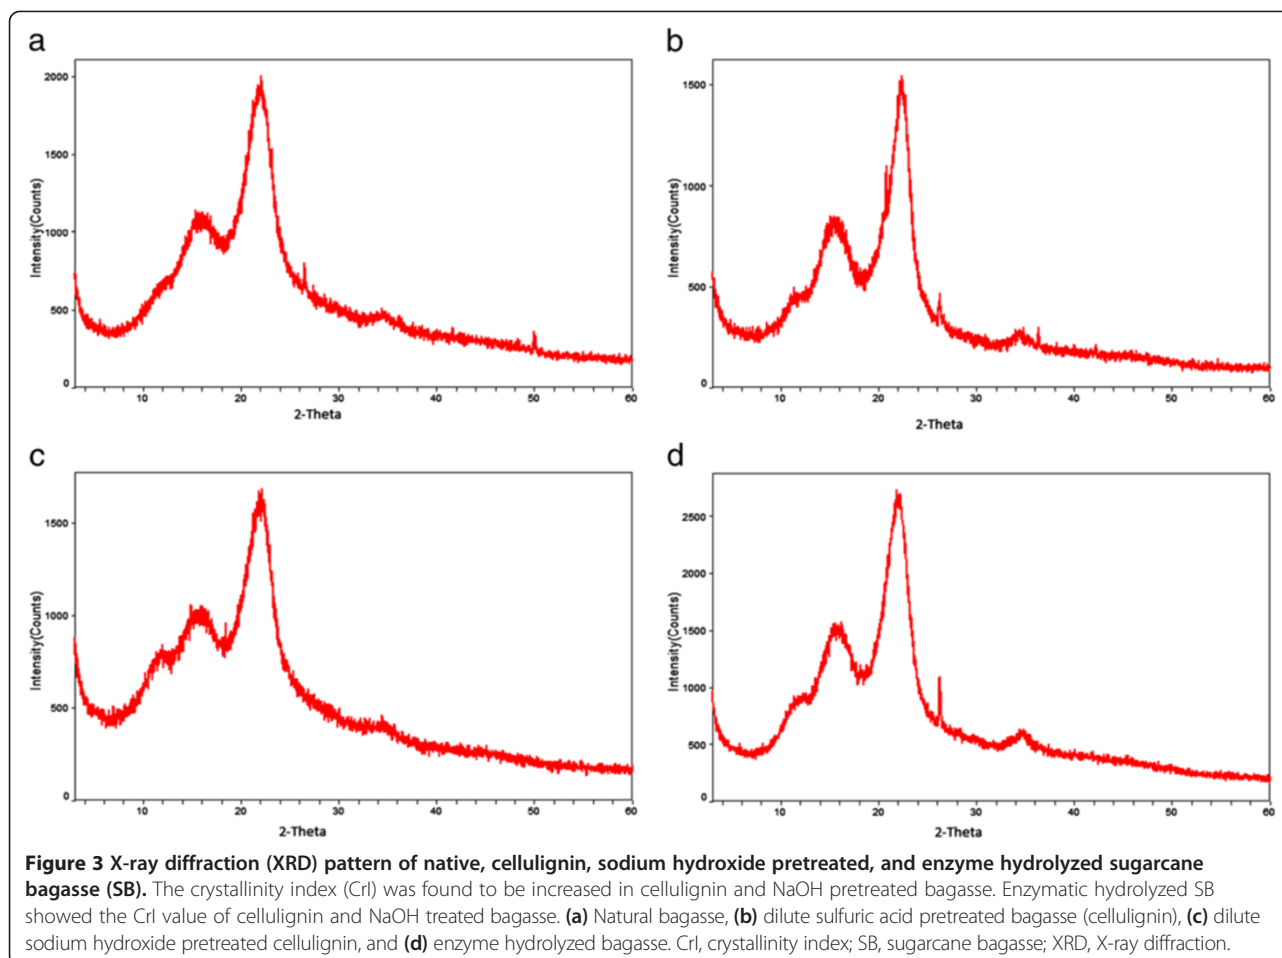 a
b
2000
1500
1000
500
0
Intensity(Counts)
10
20
30
40
50
60
2-Theta
1500
1000
500
0
Intensity(Counts)
10
20
30
40
50
60
2-Theta
c
d
1500
1000
500
0
Intensity(Counts)
10
20
30
40
50
60
2-Theta
2500
2000
1500
1000
500
0
Intensity(Counts)
10
20
30
40
50
60
2-Theta
Figure 3 X-ray diffraction (XRD) pattern of native, cellulignin, sodium hydroxide pretreated, and enzyme hydrolyzed sugarcane
bagasse (SB). The crystallinity index (CrI) was found to be increased in cellulignin and NaOH pretreated bagasse. Enzymatic hydrolyzed SB
showed the CrI value of cellulignin and NaOH treated bagasse. (a) Natural bagasse, (b) dilute sulfuric acid pretreated bagasse (cellulignin), (c) dilute
sodium hydroxide pretreated cellulignin, and (d) enzyme hydrolyzed bagasse. CrI, crystallinity index; SB, sugarcane bagasse; XRD, X-ray diffraction.